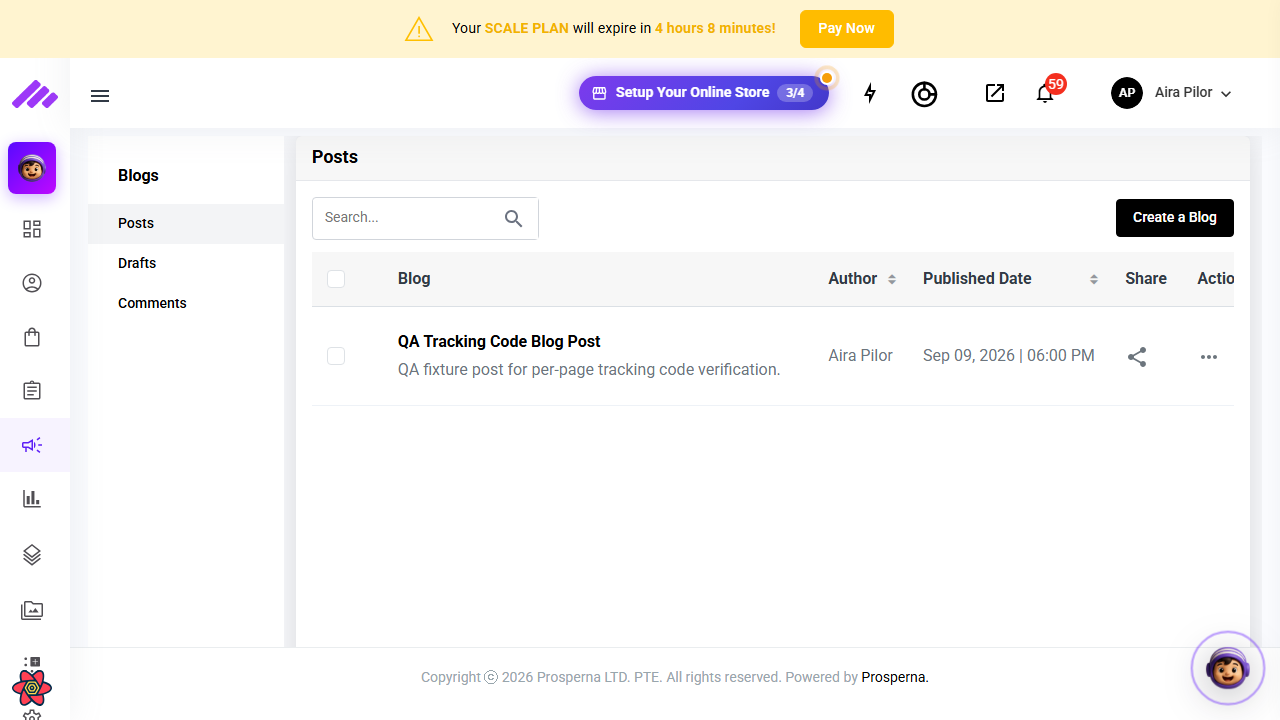 Your SCALE PLAN will expire in 4 hours 8 minutes!
Pay Now
Setup Your Online Store 3/4
59
AP
Aira Pilor
Blogs
Posts
Drafts
Comments
Posts
Search...
Create a Blog
Blog
Author
Published Date
Share
Actio
QA Tracking Code Blog Post
QA fixture post for per-page tracking code verification.
Aira Pilor
Sep 09, 2026 | 06:00 PM
Copyright © 2026 Prosperna LTD. PTE. All rights reserved. Powered by Prosperna.